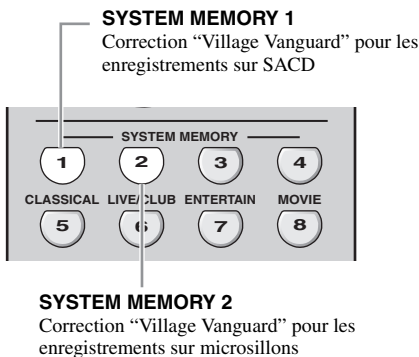 SYSTEM MEMORY 1
Correction “Village Vanguard” pour les
enregistrements sur SACD
SYSTEM MEMORY
1 2 3 4
CLASSICAL LIVE/CLUB ENTERTAIN MOVIE
5 6 7 8
SYSTEM MEMORY 2
Correction “Village Vanguard” pour les
enregistrements sur microsillons